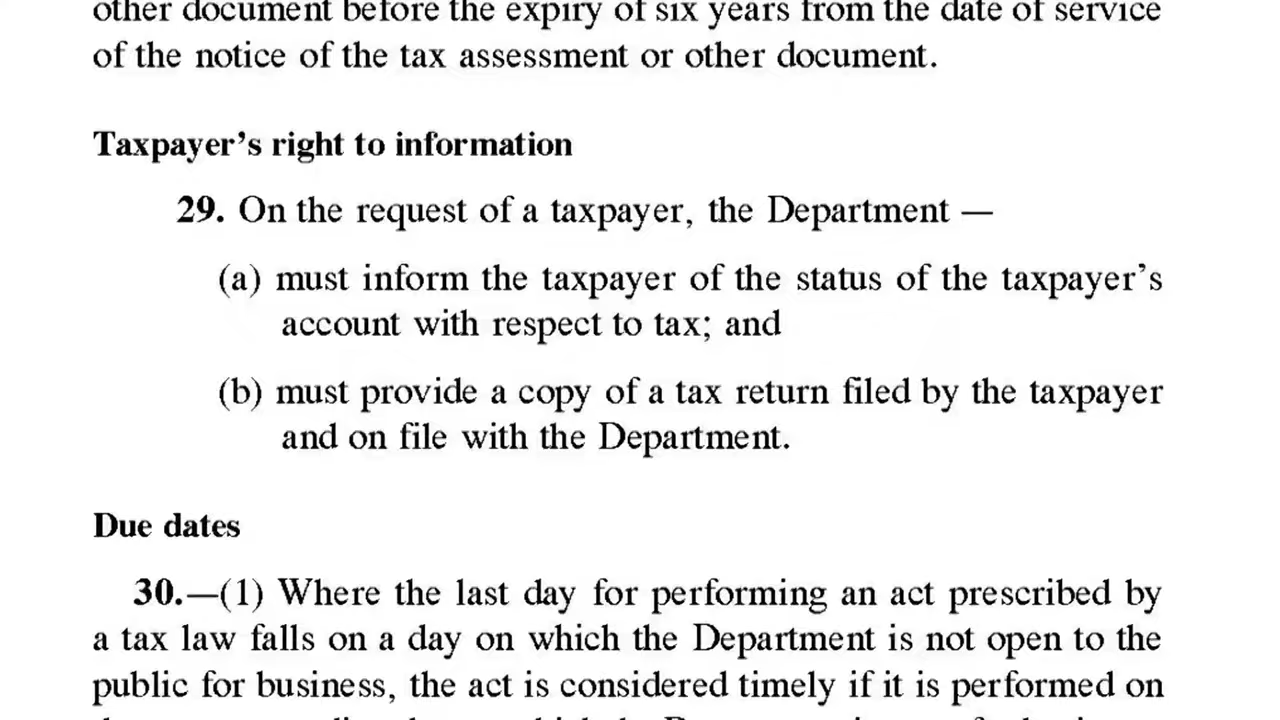 other document before the expiry of six years from the date of service
of the notice of the tax assessment or other document.
Taxpayer's right to information
29. On the request of a taxpayer, the Department —
(a) must inform the taxpayer of the status of the taxpayer's
account with respect to tax; and
(b) must provide a copy of a tax return filed by the taxpayer
and on file with the Department.
Due dates
30.—(1) Where the last day for performing an act prescribed by
a tax law falls on a day on which the Department is not open to the
public for business, the act is considered timely if it is performed on